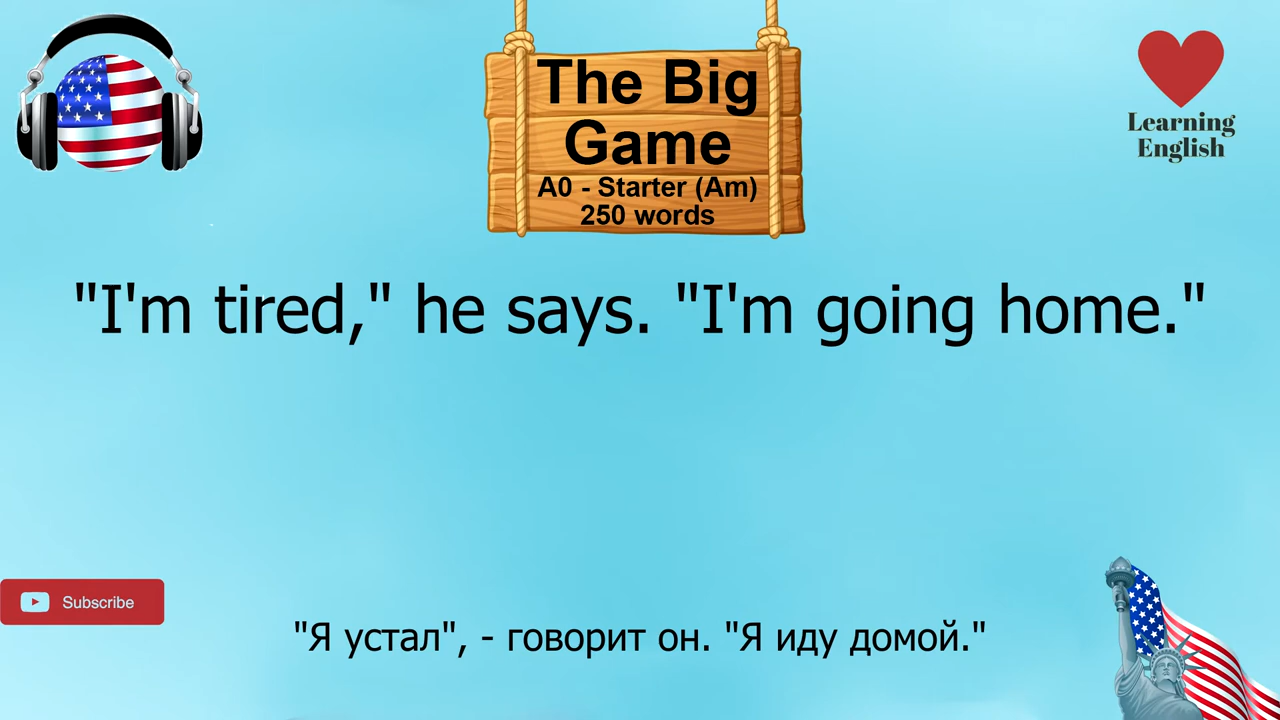 The Big
Game
A0 - Starter (Am)
250 words
Learning
English
"I'm tired," he says. "I'm going home."
Subscribe
"Я устал", - говорит он. "Я иду домой."